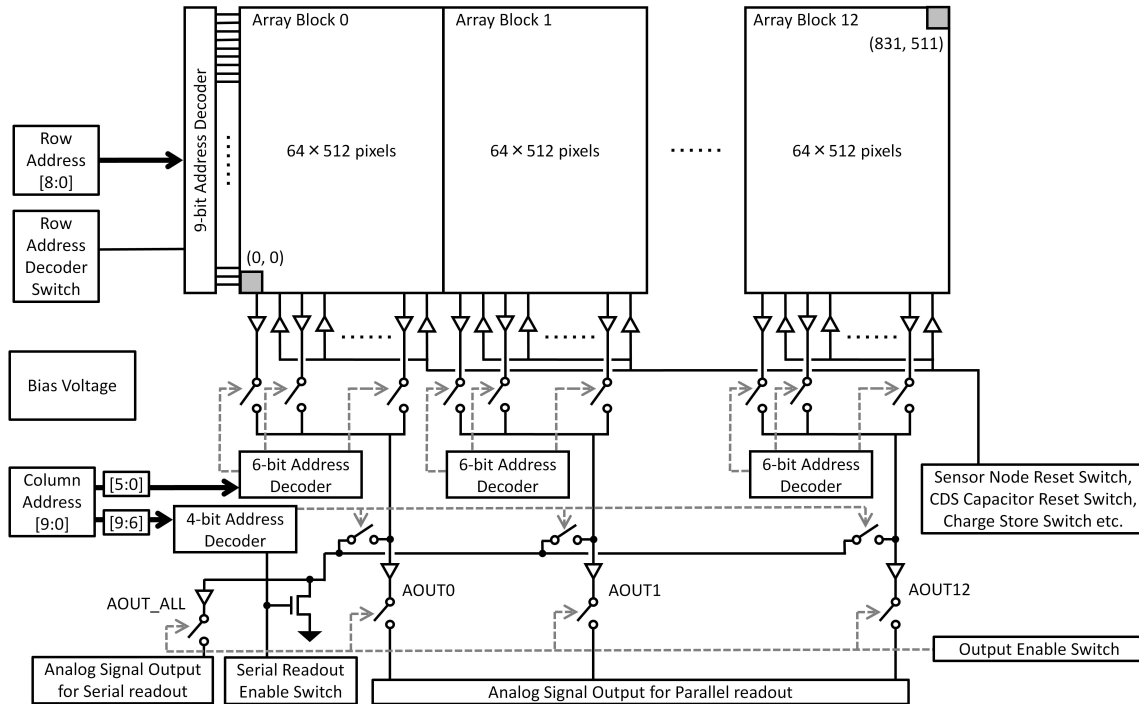 Array Block 0
Array Block 1
Array Block 12
(831, 511)
9-bit Address Decoder
Row
Address
[8:0]
64×512 pixels
64×512 pixels
64×512 pixels
Row
Address
Decoder
Switch
(0, 0)
Bias Voltage
Column
Address
[9:0]
[5:0]
[9:6]
6-bit Address
Decoder
6-bit Address
Decoder
6-bit Address
Decoder
4-bit Address
Decoder
Sensor Node Reset Switch,
CDS Capacitor Reset Switch,
Charge Store Switch etc.
AOUT_ALL
AOUT0
AOUT1
AOUT12
Output Enable Switch
Analog Signal Output
for Serial readout
Serial Readout
Enable Switch
Analog Signal Output for Parallel readout